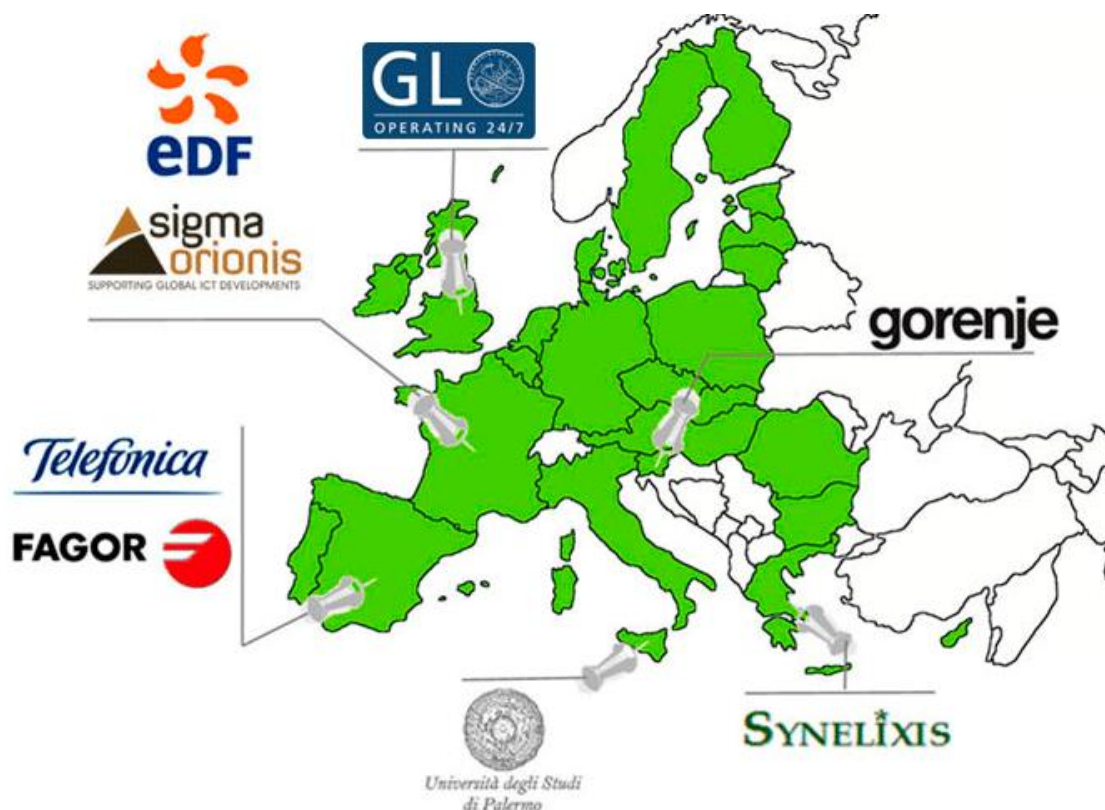 eDF
GL
OPERATING 24/7
sigma
orionis
SUPPORTING GLOBAL ICT DEVELOPMENTS
gorenje
Telefónica
FAGOR
SYNELIXIS
Università degli Studi
di Palermo